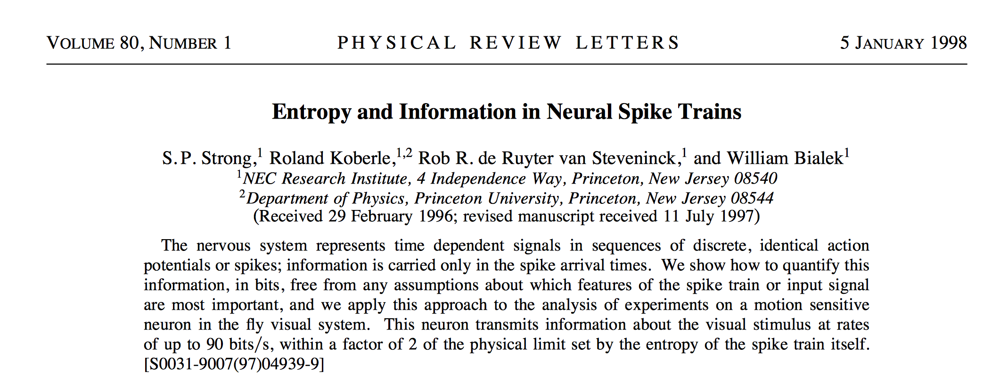 VOLUME 80, NUMBER 1 PHYSICAL REVIEW LETTERS 5 JANUARY 1998
Entropy and Information in Neural Spike Trains
S. P. Strong,1 Roland Koberle,1,2 Rob R. de Ruyter van Steveninck,1 and William Bialek1
1NEC Research Institute, 4 Independence Way, Princeton, New Jersey 08540
2Department of Physics, Princeton University, Princeton, New Jersey 08544
(Received 29 February 1996; revised manuscript received 11 July 1997)
The nervous system represents time dependent signals in sequences of discrete, identical action
potentials or spikes; information is carried only in the spike arrival times. We show how to quantify this
information, in bits, free from any assumptions about which features of the spike train or input signal
are most important, and we apply this approach to the analysis of experiments on a motion sensitive
neuron in the fly visual system. This neuron transmits information about the visual stimulus at rates
of up to 90 bits/s, within a factor of 2 of the physical limit set by the entropy of the spike train itself.
[S0031-9007(97)04939-9]